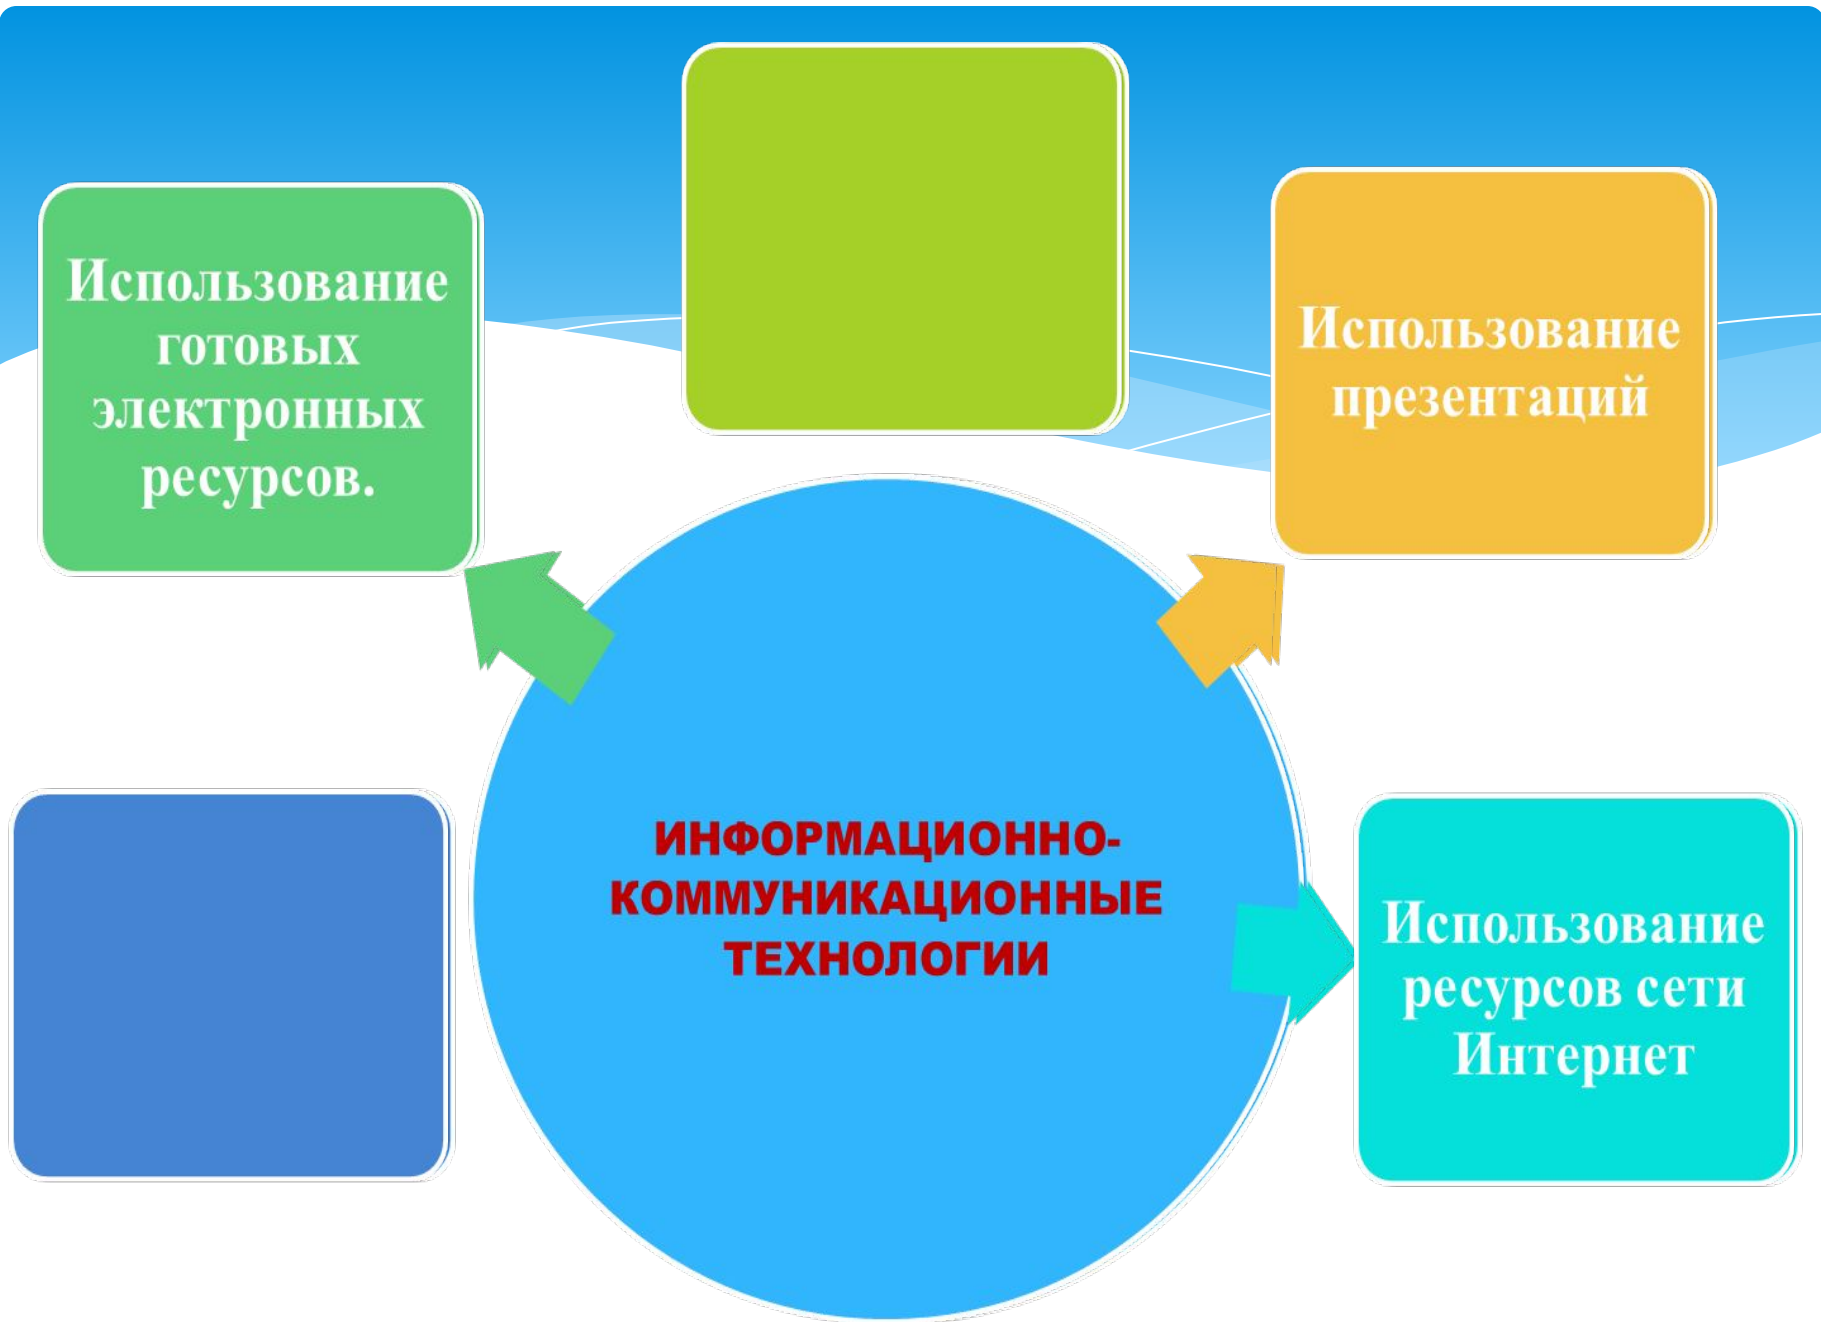 Использование
готовых
электронных
ресурсов.
Использование
презентаций
ИНФОРМАЦИОННО-
КОММУНИКАЦИОННЫЕ
ТЕХНОЛОГИИ
Использование
ресурсов сети
Интернет